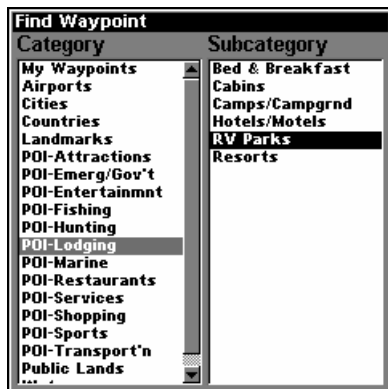 Find Waypoint
Category
My Waypoints
Airports
Cities
Countries
Landmarks
POI-Attractions
POI-Emerg/Gov't
POI-Entertainmnt
POI-Fishing
POI-Hunting
POI-Lodging
POI-Marine
POI-Restaurants
POI-Services
POI-Shopping
POI-Sports
POI-Transport'n
Public Lands
Subcategory
Bed & Breakfast
Cabins
Camps/Campgrnd
Hotels/Motels
RV Parks
Resorts